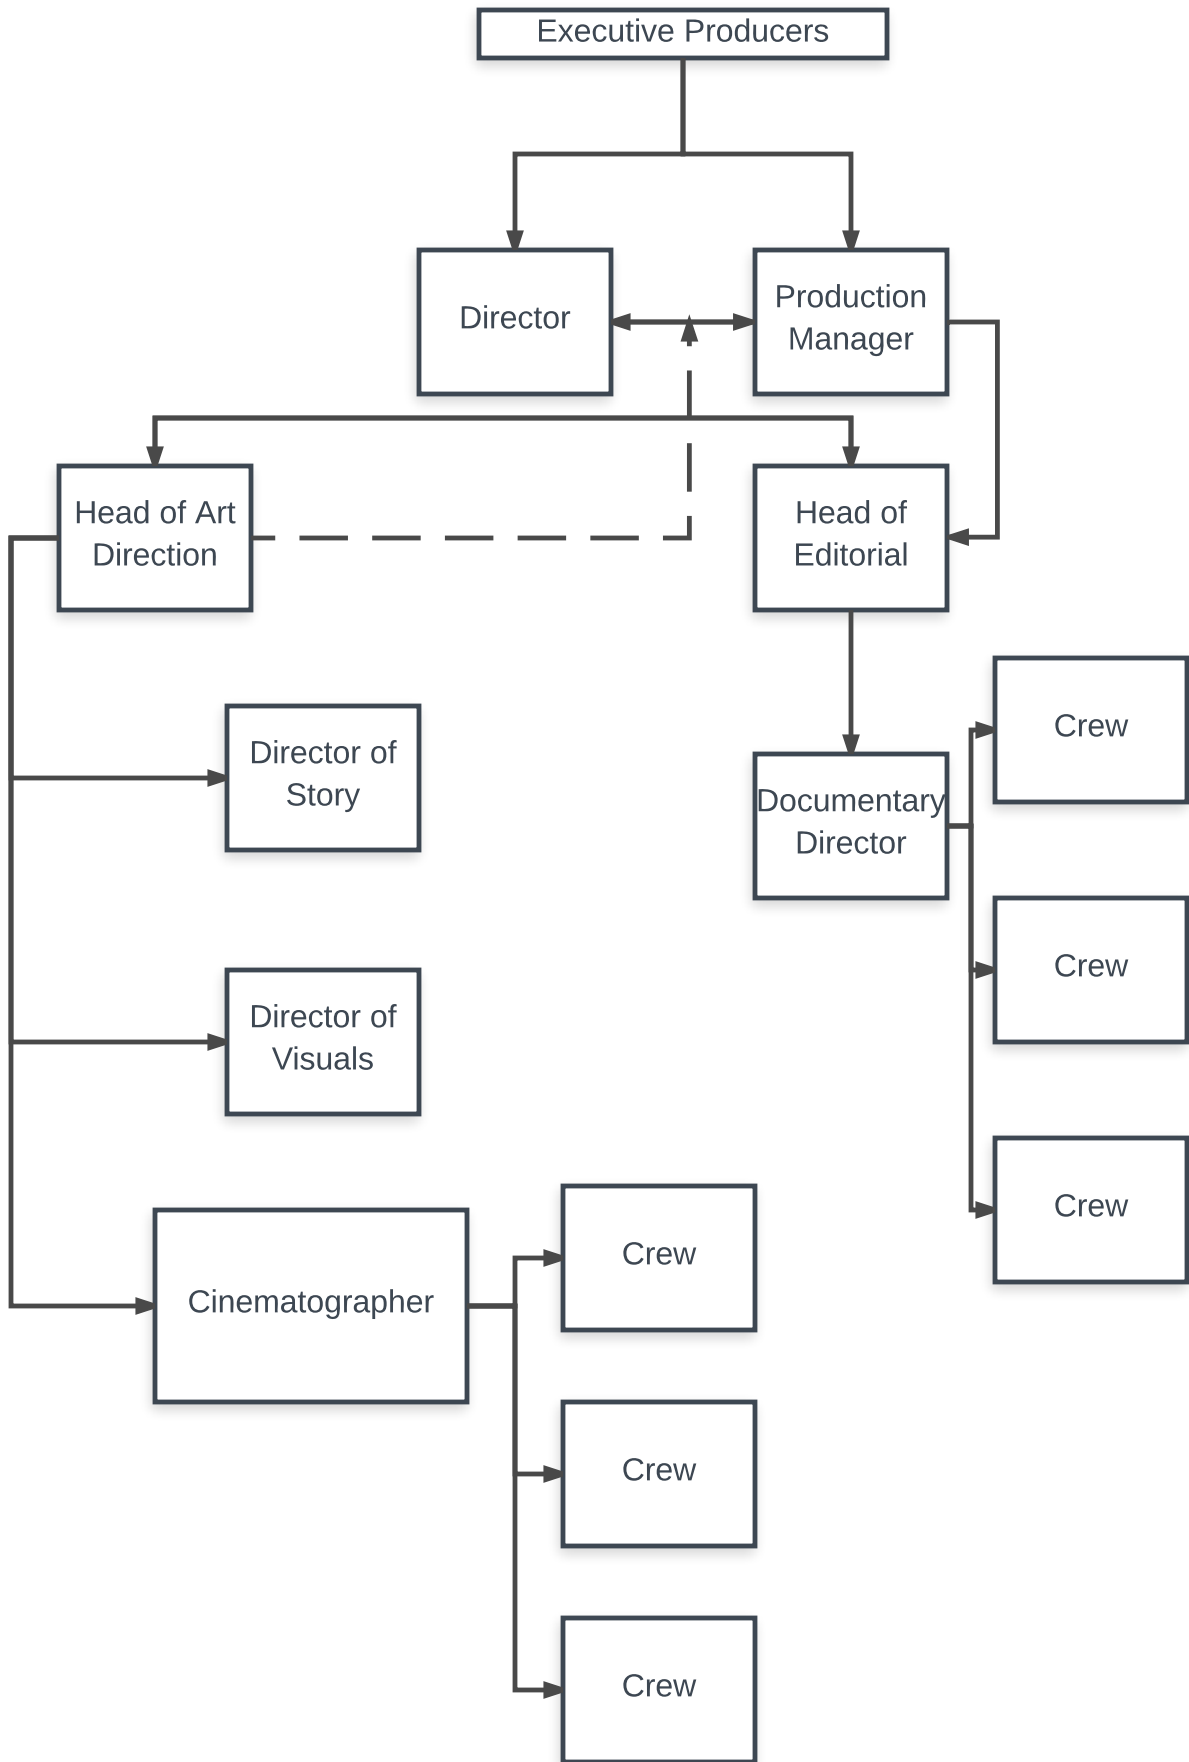 Executive Producers
Director
Production
Manager
Head of Art
Direction
Head of
Editorial
Director of
Story
Documentary
Director
Crew
Crew
Crew
Director of
Visuals
Cinematographer
Crew
Crew
Crew